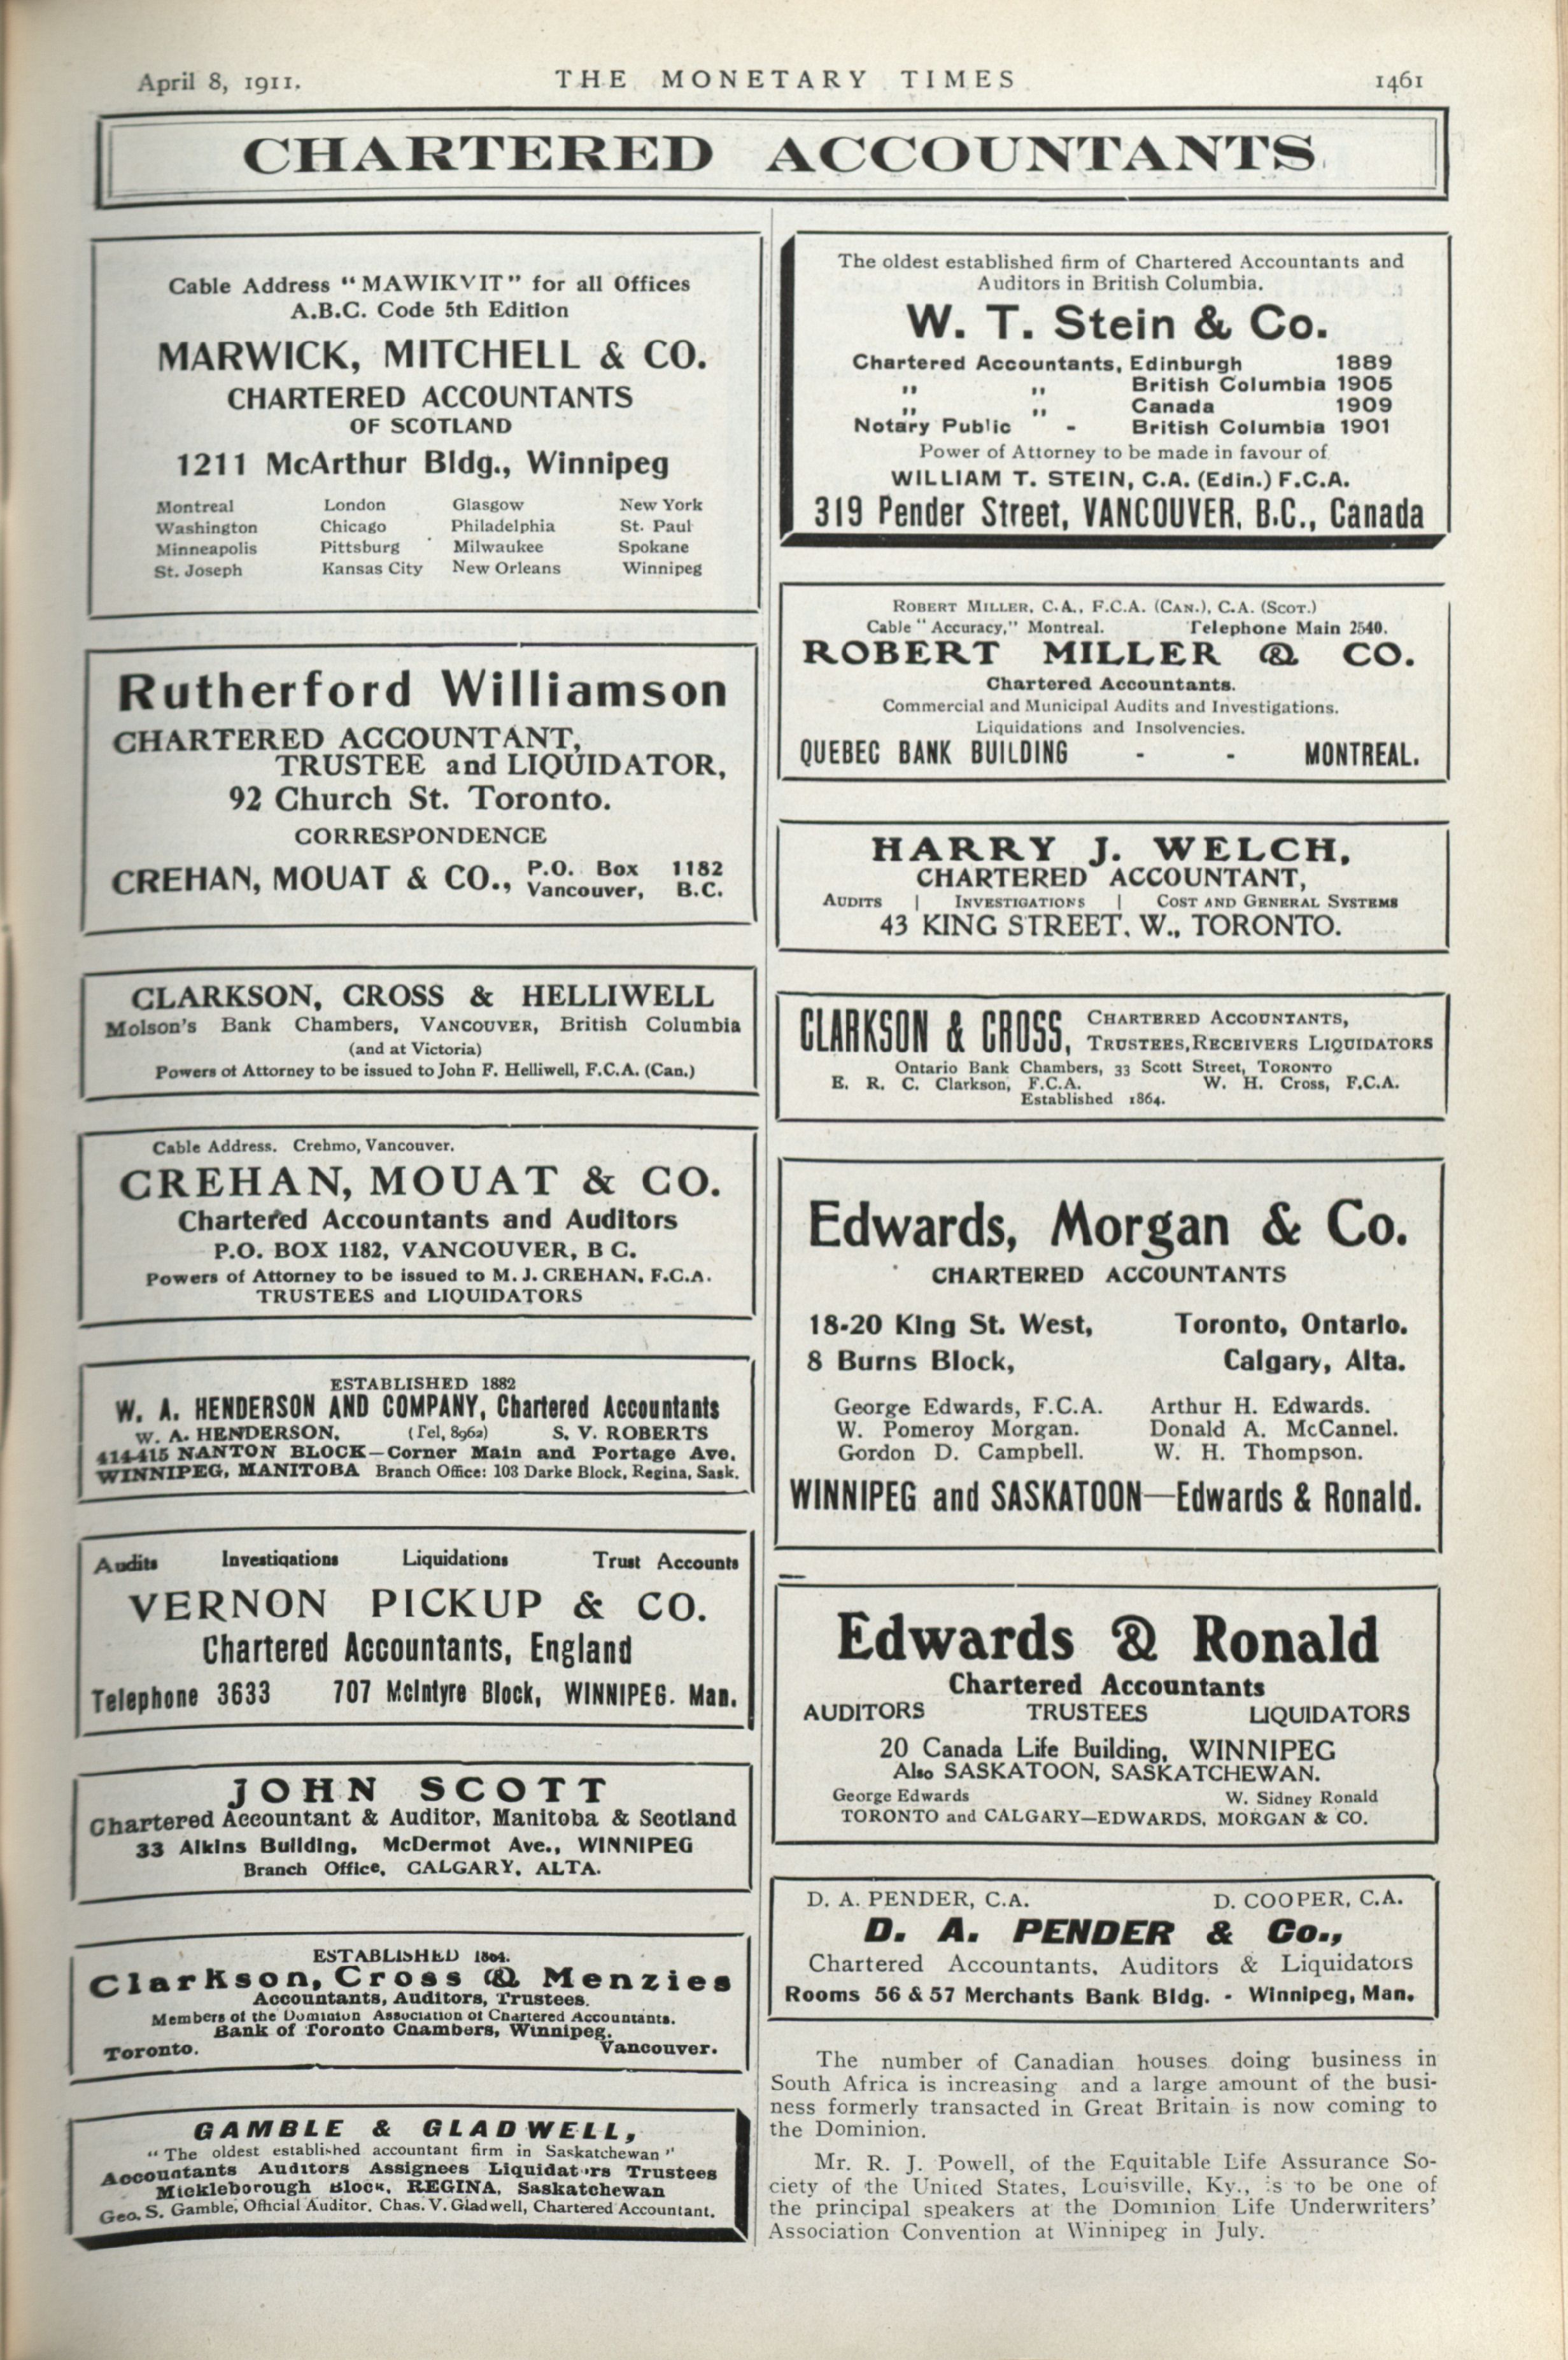 April 8, 1911. THE MONETARY TIMES 1461
CHARTERED ACCOUNTANTS
Cable Address "MAWIKVIT" for all Offices
A.B.C. Code 5th Edition
MARWICK, MITCHELL & CO.
CHARTERED ACCOUNTANTS
OF SCOTLAND
1211 McArthur Bldg., Winnipeg
Montreal London Glasgow New York
Washington Chicago Philadelphia St. Paul
Minneapolis Pittsburg Milwaukee Spokane
St. Joseph Kansas City New Orleans Winnipeg
Rutherford Williamson
CHARTERED ACCOUNTANT,
TRUSTEE and LIQUIDATOR,
92 Church St. Toronto.
CORRESPONDENCE
CREHAN, MOUAT & CO., P.O. Box 1182
Vancouver, B.C.
CLARKSON, CROSS & HELLIWELL
Molson's Bank Chambers, VANCOUVER, British Columbia
(and at Victoria)
Powers of Attorney to be issued to John F. Helliwell, F.C.A. (Can.)
Cable Address. Crehmo, Vancouver.
CREHAN, MOUAT & CO.
Chartered Accountants and Auditors
P.O. BOX 1182, VANCOUVER, B C.
Powers of Attorney to be issued to M. J. CREHAN, F.C.A.
TRUSTEES and LIQUIDATORS
ESTABLISHED 1882
W. A. HENDERSON AND COMPANY, Chartered Accountants
W. A. HENDERSON. (Tel, 8962) S. V. ROBERTS
414-415 NANTON BLOCK—Corner Main and Portage Ave.
WINNIPEG, MANITOBA Branch Office: 103 Darke Block, Regina, Sask.
Audits Investigations Liquidations Trust Accounts
VERNON PICKUP & CO.
Chartered Accountants, England
Telephone 3633 707 McIntyre Block, WINNIPEG. Man.
JOHN SCOTT
Chartered Accountant & Auditor, Manitoba & Scotland
33 Aikins Building, McDermot Ave., WINNIPEG
Branch Office, CALGARY, ALTA.
ESTABLISHED 1864.
Clarkson, Cross & Menzies
Accountants, Auditors, Trustees.
Members of the Dominion Association of Chartered Accountants.
Bank of Toronto Chambers, Winnipeg.
Toronto. Vancouver.
GAMBLE & GLADWELL,
"The oldest established accountant firm in Saskatchewan"
Accountants Auditors Assignees Liquidators Trustees
Mickleborough Block, REGINA, Saskatchewan
Geo. S. Gamble, Official Auditor. Chas. V. Gladwell, Chartered Accountant.
The oldest established firm of Chartered Accountants and
Auditors in British Columbia.
W. T. Stein & Co.
Chartered Accountants, Edinburgh 1889
" " British Columbia 1905
" " Canada 1909
Notary Public - British Columbia 1901
Power of Attorney to be made in favour of
WILLIAM T. STEIN, C.A. (Edin.) F.C.A.
319 Pender Street, VANCOUVER, B.C., Canada
ROBERT MILLER, C.A., F.C.A. (CAN.), C.A. (SCOT.)
Cable "Accuracy," Montreal. Telephone Main 2540.
ROBERT MILLER & CO.
Chartered Accountants.
Commercial and Municipal Audits and Investigations.
Liquidations and Insolvencies.
QUEBEC BANK BUILDING - - MONTREAL.
HARRY J. WELCH,
CHARTERED ACCOUNTANT,
AUDITS | INVESTIGATIONS | COST AND GENERAL SYSTEMS
43 KING STREET. W., TORONTO.
CLARKSON & CROSS, CHARTERED ACCOUNTANTS,
TRUSTEES, RECEIVERS LIQUIDATORS
Ontario Bank Chambers, 33 Scott Street, TORONTO
E. R. C. Clarkson, F.C.A. W. H. Cross, F.C.A.
Established 1864.
Edwards, Morgan & Co.
CHARTERED ACCOUNTANTS
18-20 King St. West, Toronto, Ontario.
8 Burns Block, Calgary, Alta.
George Edwards, F.C.A. Arthur H. Edwards.
W. Pomeroy Morgan. Donald A. McCannel.
Gordon D. Campbell. W. H. Thompson.
WINNIPEG and SASKATOON—Edwards & Ronald.
Edwards & Ronald
Chartered Accountants
AUDITORS TRUSTEES LIQUIDATORS
20 Canada Life Building, WINNIPEG
Also SASKATOON, SASKATCHEWAN.
George Edwards W. Sidney Ronald
TORONTO and CALGARY—EDWARDS, MORGAN & CO.
D. A. PENDER, C.A. D. COOPER, C.A.
D. A. PENDER & Co.,
Chartered Accountants, Auditors & Liquidators
Rooms 56 & 57 Merchants Bank Bldg. - Winnipeg, Man.
The number of Canadian houses doing business in
South Africa is increasing and a large amount of the busi-
ness formerly transacted in Great Britain is now coming to
the Dominion.
Mr. R. J. Powell, of the Equitable Life Assurance So-
ciety of the United States, Louisville, Ky., is to be one of
the principal speakers at the Dominion Life Underwriters'
Association Convention at Winnipeg in July.